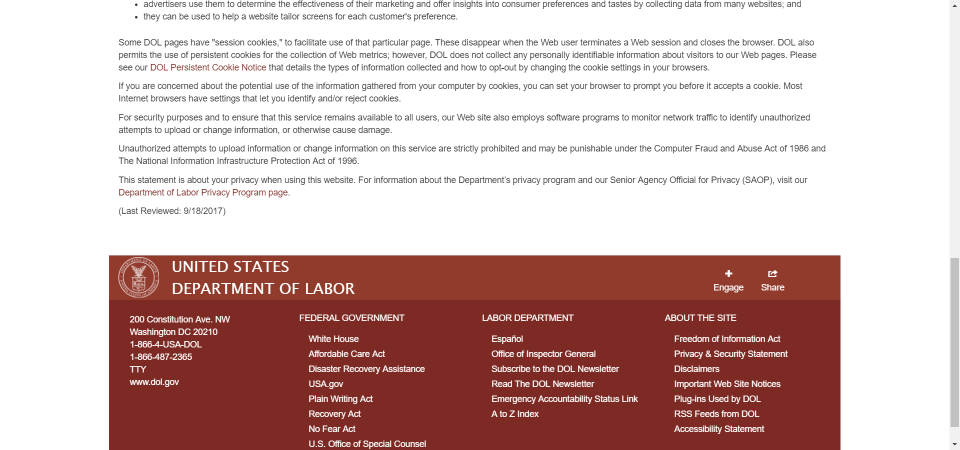 advertisers use them to determine the effectiveness of their marketing and offer insights into consumer preferences and tastes by collecting data from many websites; and
they can be used to help a website tailor screens for each customer's preference.
Some DOL pages have "session cookies," to facilitate use of that particular page. These disappear when the Web user terminates a Web session and closes the browser. DOL also
permits the use of persistent cookies for the collection of Web metrics; however, DOL does not collect any personally identifiable information about visitors to our Web pages. Please
see our DOL Persistent Cookie Notice that details the types of information collected and how to opt-out by changing the cookie settings in your browsers.
If you are concerned about the potential use of the information gathered from your computer by cookies, you can set your browser to prompt you before it accepts a cookie. Most
Internet browsers have settings that let you identify and/or reject cookies.
For security purposes and to ensure that this service remains available to all users, our Web site also employs software programs to monitor network traffic to identify unauthorized
attempts to upload or change information, or otherwise cause damage.
Unauthorized attempts to upload information or change information on this service are strictly prohibited and may be punishable under the Computer Fraud and Abuse Act of 1986 and
The National Information Infrastructure Protection Act of 1996.
This statement is about your privacy when using this website. For information about the Department's privacy program and our Senior Agency Official for Privacy (SAOP), visit our
Department of Labor Privacy Program page.
(Last Reviewed: 9/18/2017)
UNITED STATES
DEPARTMENT OF LABOR
Engage
Share
200 Constitution Ave. NW
Washington DC 20210
1-866-4-USA-DOL
1-866-487-2365
TTY
www.dol.gov
FEDERAL GOVERNMENT
White House
Affordable Care Act
Disaster Recovery Assistance
USA.gov
Plain Writing Act
Recovery Act
No Fear Act
U.S. Office of Special Counsel
LABOR DEPARTMENT
Español
Office of Inspector General
Subscribe to the DOL Newsletter
Read The DOL Newsletter
Emergency Accountability Status Link
A to Z Index
ABOUT THE SITE
Freedom of Information Act
Privacy & Security Statement
Disclaimers
Important Web Site Notices
Plug-ins Used by DOL
RSS Feeds from DOL
Accessibility Statement